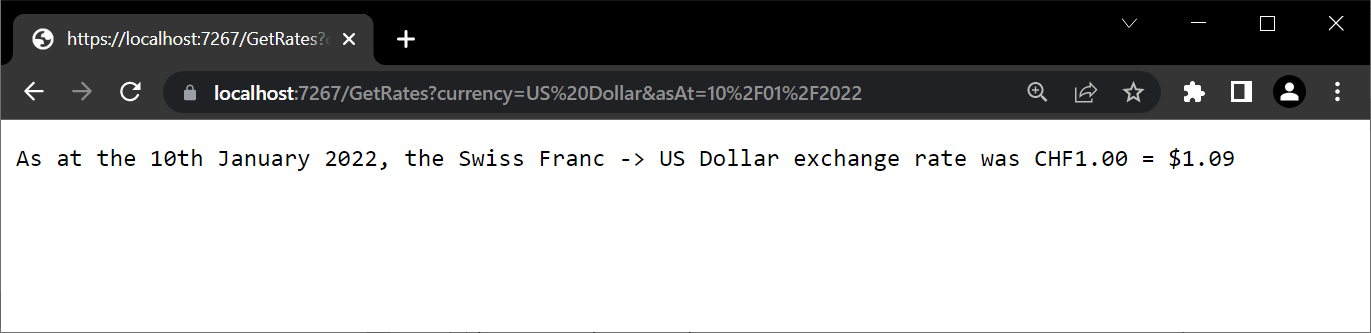 https://localhost:7267/GetRates?
localhost:7267/GetRates?currency=US%20Dollar&asAt=10%2F01%2F2022
As at the 10th January 2022, the Swiss Franc -> US Dollar exchange rate was CHF1.00 = $1.09